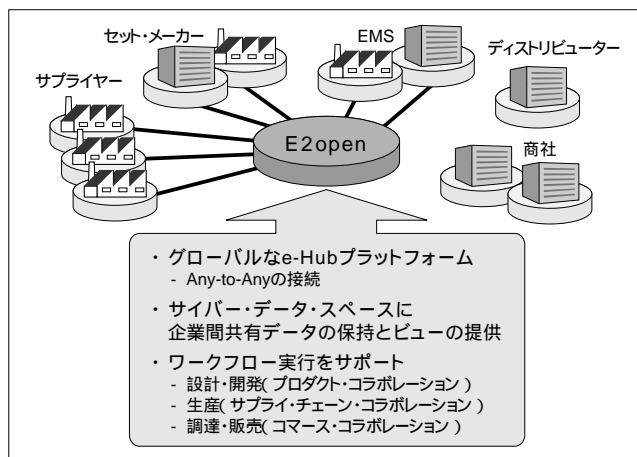 セット・メーカー
EMS
ディストリビューター
サプライヤー
E2open
商社
・ グローバルなe-Hubプラットフォーム
- Any-to-Anyの接続
・ サイバー・データ・スペースに
企業間共有データの保持とビューの提供
・ ワークフロー実行をサポート
- 設計・開発( プロダクト・コラボレーション )
- 生産( サプライ・チェーン・コラボレーション )
- 調達・販売( コマース・コラボレーション )